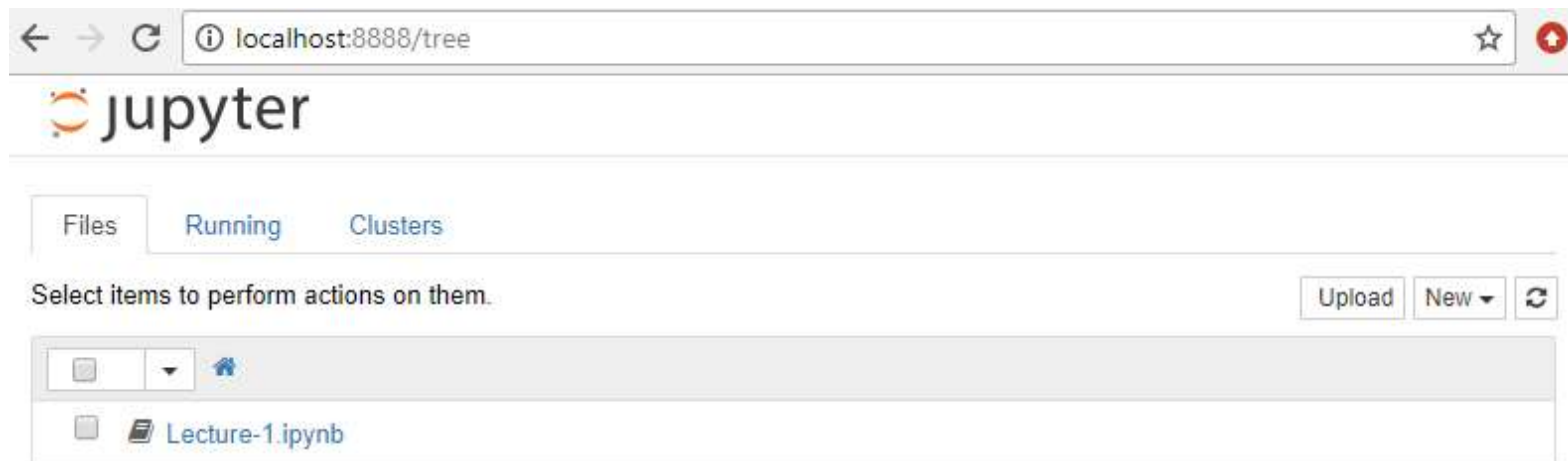 localhost:8888/tree
jupyter
Files Running Clusters
Select items to perform actions on them. Upload New
Lecture-1.ipynb